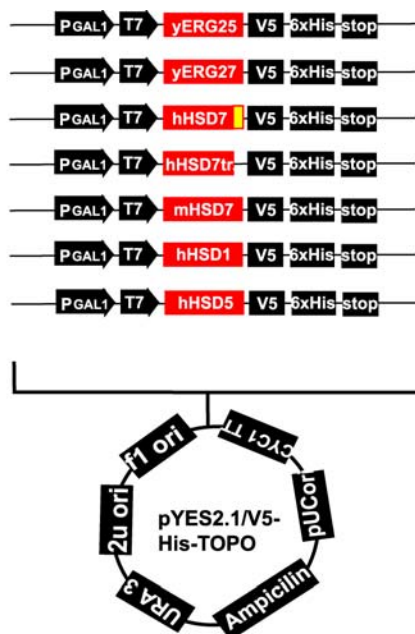 PGAL1 T7 yERG25 V5 6xHis stop
PGAL1 T7 yERG27 V5 6xHis stop
PGAL1 T7 hHSD7 V5 6xHis stop
PGAL1 T7 hHSD7tr V5 6xHis stop
PGAL1 T7 mHSD7 V5 6xHis stop
PGAL1 T7 hHSD1 V5 6xHis stop
PGAL1 T7 hHSD5 V5 6xHis stop
f1 ori
CYC1 TT
2u ori
pUCori
pYES2.1/V5-
His-TOPO
URA 3
Ampicilin